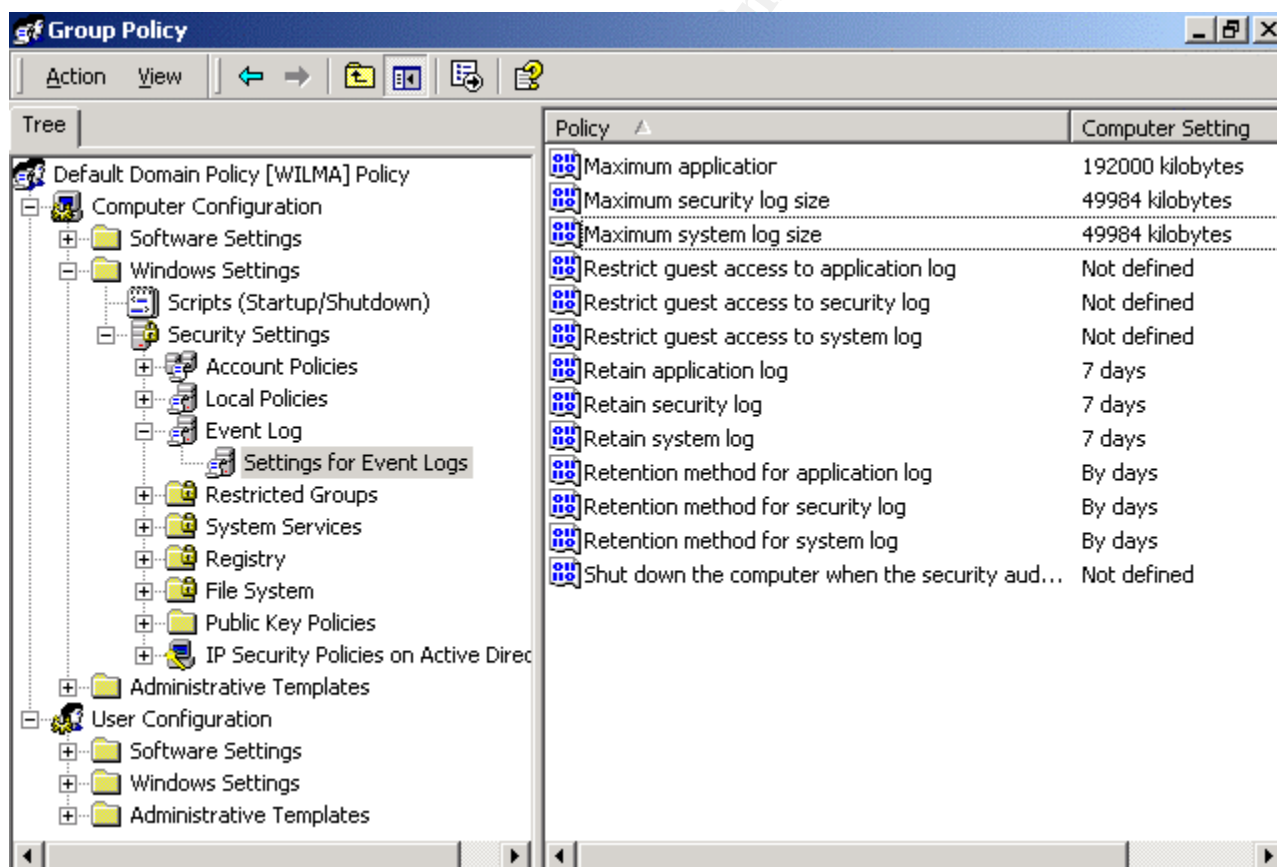 Group Policy
Action View
Tree
Default Domain Policy [WILMA] Policy
Computer Configuration
Software Settings
Windows Settings
Scripts (Startup/Shutdown)
Security Settings
Account Policies
Local Policies
Event Log
Settings for Event Logs
Restricted Groups
System Services
Registry
File System
Public Key Policies
IP Security Policies on Active Direc
Administrative Templates
User Configuration
Software Settings
Windows Settings
Administrative Templates
Policy Computer Setting
Maximum application 192000 kilobytes
Maximum security log size 49984 kilobytes
Maximum system log size 49984 kilobytes
Restrict guest access to application log Not defined
Restrict guest access to security log Not defined
Restrict guest access to system log Not defined
Retain application log 7 days
Retain security log 7 days
Retain system log 7 days
Retention method for application log By days
Retention method for security log By days
Retention method for system log By days
Shut down the computer when the security aud... Not defined